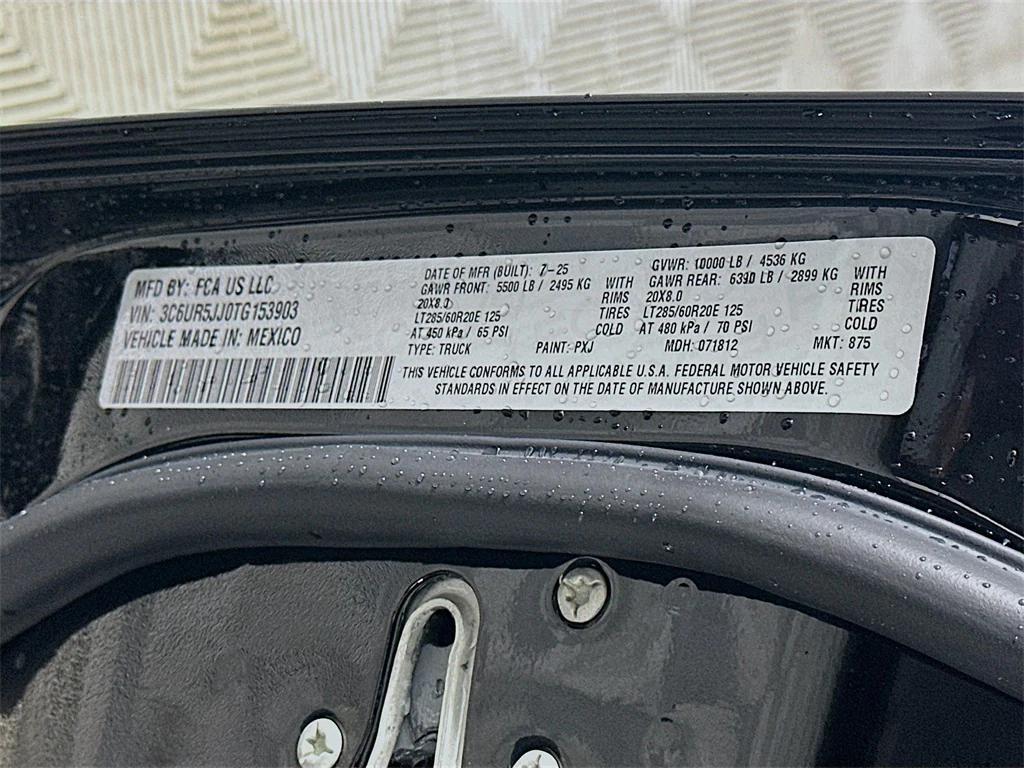 MFD BY: FCA US LLC
VIN: 3C6UR5JJ0TG153903
VEHICLE MADE IN: MEXICO
DATE OF MFR (BUILT): 7-25
GAWR FRONT: 5500 LB / 2495 KG
20X8.0
LT285/60R20E 125
AT 450 kPa / 65 PSI
TYPE: TRUCK
WITH
RIMS
TIRES
COLD
PAINT: PXJ
GVWR: 10000 LB / 4536 KG
GAWR REAR: 6390 LB / 2899 KG
20X8.0
LT285/60R20E 125
AT 480 kPa / 70 PSI
MDH: 071812
WITH
RIMS
TIRES
COLD
MKT: 875
THIS VEHICLE CONFORMS TO ALL APPLICABLE U.S.A. FEDERAL MOTOR VEHICLE SAFETY
STANDARDS IN EFFECT ON THE DATE OF MANUFACTURE SHOWN ABOVE.